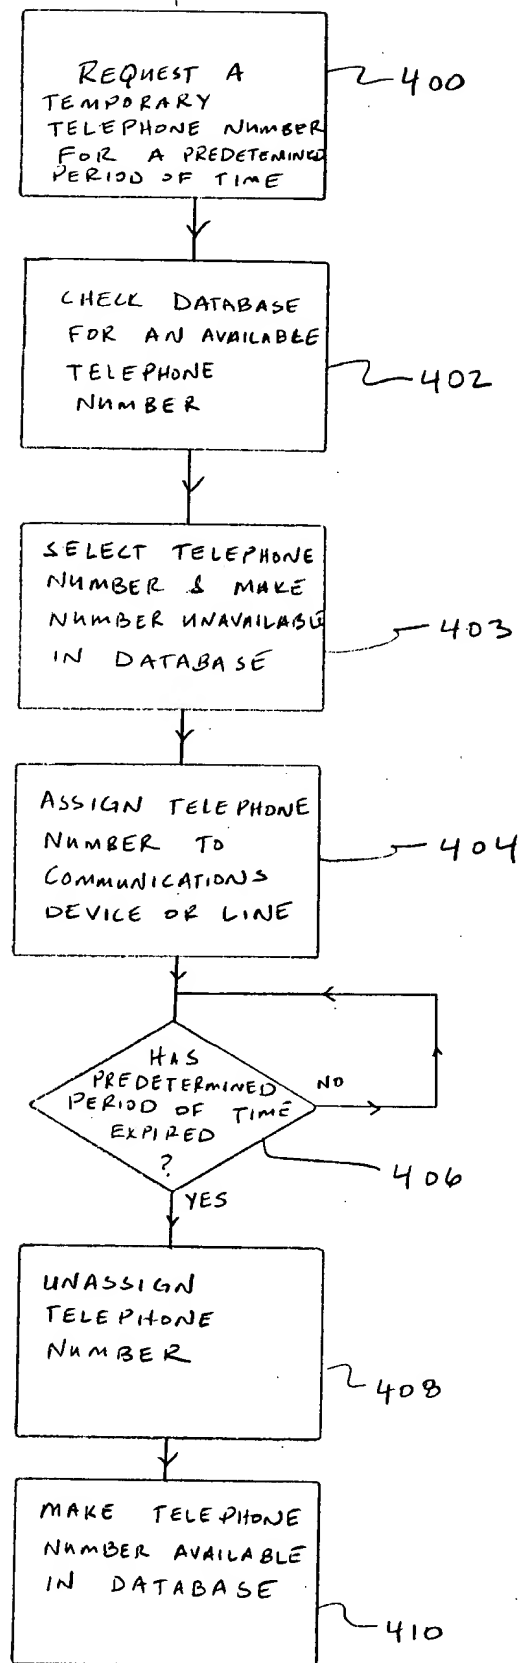 REQUEST A
TEMPORARY
TELEPHONE NUMBER
FOR A PREDETEMINED
PERIOD OF TIME
400
CHECK DATABASE
FOR AN AVAILABLE
TELEPHONE
NUMBER
402
SELECT TELEPHONE
NUMBER & MAKE
NUMBER UNAVAILABLE
IN DATABASE
403
ASSIGN TELEPHONE
NUMBER TO
COMMUNICATIONS
DEVICE OR LINE
404
HAS
PREDETERMINED
PERIOD OF TIME
EXPIRED
?
NO
406
YES
UNASSIGN
TELEPHONE
NUMBER
408
MAKE TELEPHONE
NUMBER AVAILABLE
IN DATABASE
410